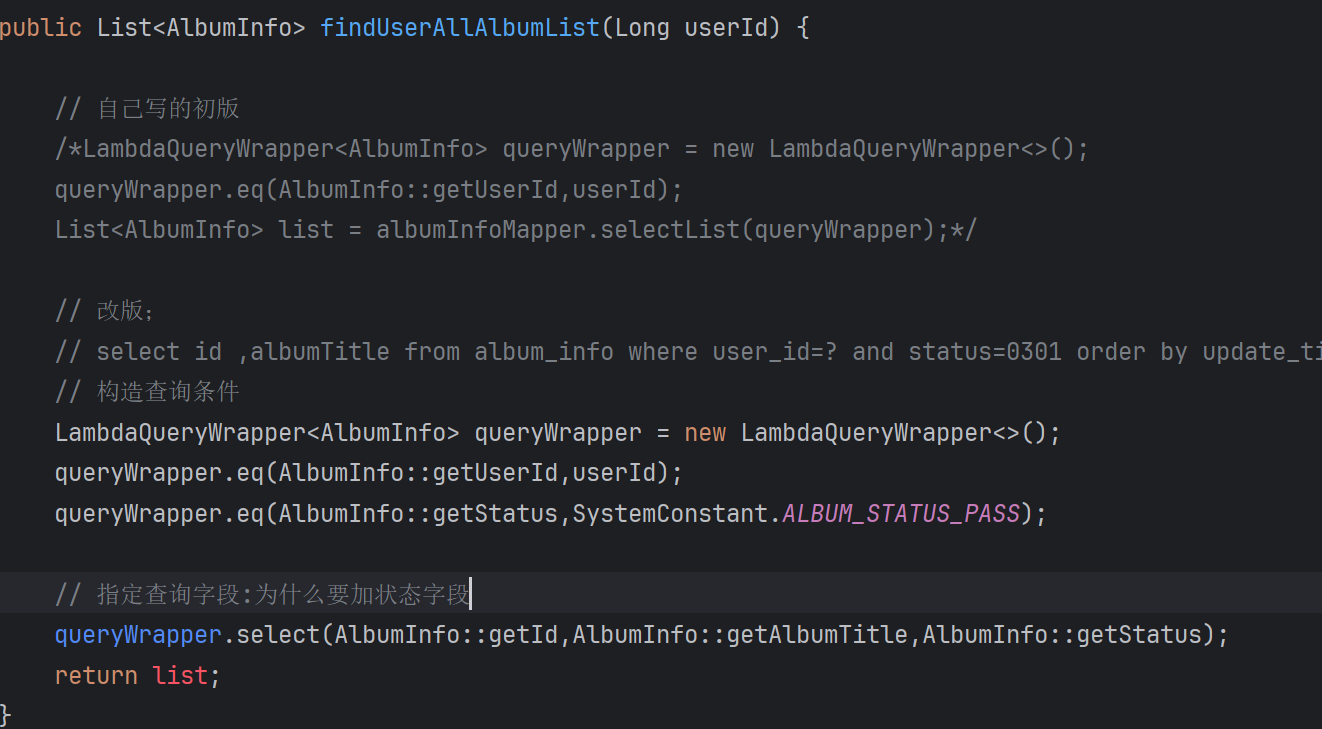 public List<AlbumInfo> findUserAllAlbumList(Long userId) {
// 自己写的初版
/*LambdaQueryWrapper<AlbumInfo> queryWrapper = new LambdaQueryWrapper<>();
queryWrapper.eq(AlbumInfo::getUserId,userId);
List<AlbumInfo> list = albumInfoMapper.selectList(queryWrapper);*/
// 改版；
// select id ,albumTitle from album_info where user_id=? and status=0301 order by update_ti
// 构造查询条件
LambdaQueryWrapper<AlbumInfo> queryWrapper = new LambdaQueryWrapper<>();
queryWrapper.eq(AlbumInfo::getUserId,userId);
queryWrapper.eq(AlbumInfo::getStatus,SystemConstant.ALBUM_STATUS_PASS);
// 指定查询字段:为什么要加状态字段
queryWrapper.select(AlbumInfo::getId,AlbumInfo::getAlbumTitle,AlbumInfo::getStatus);
return list;
}